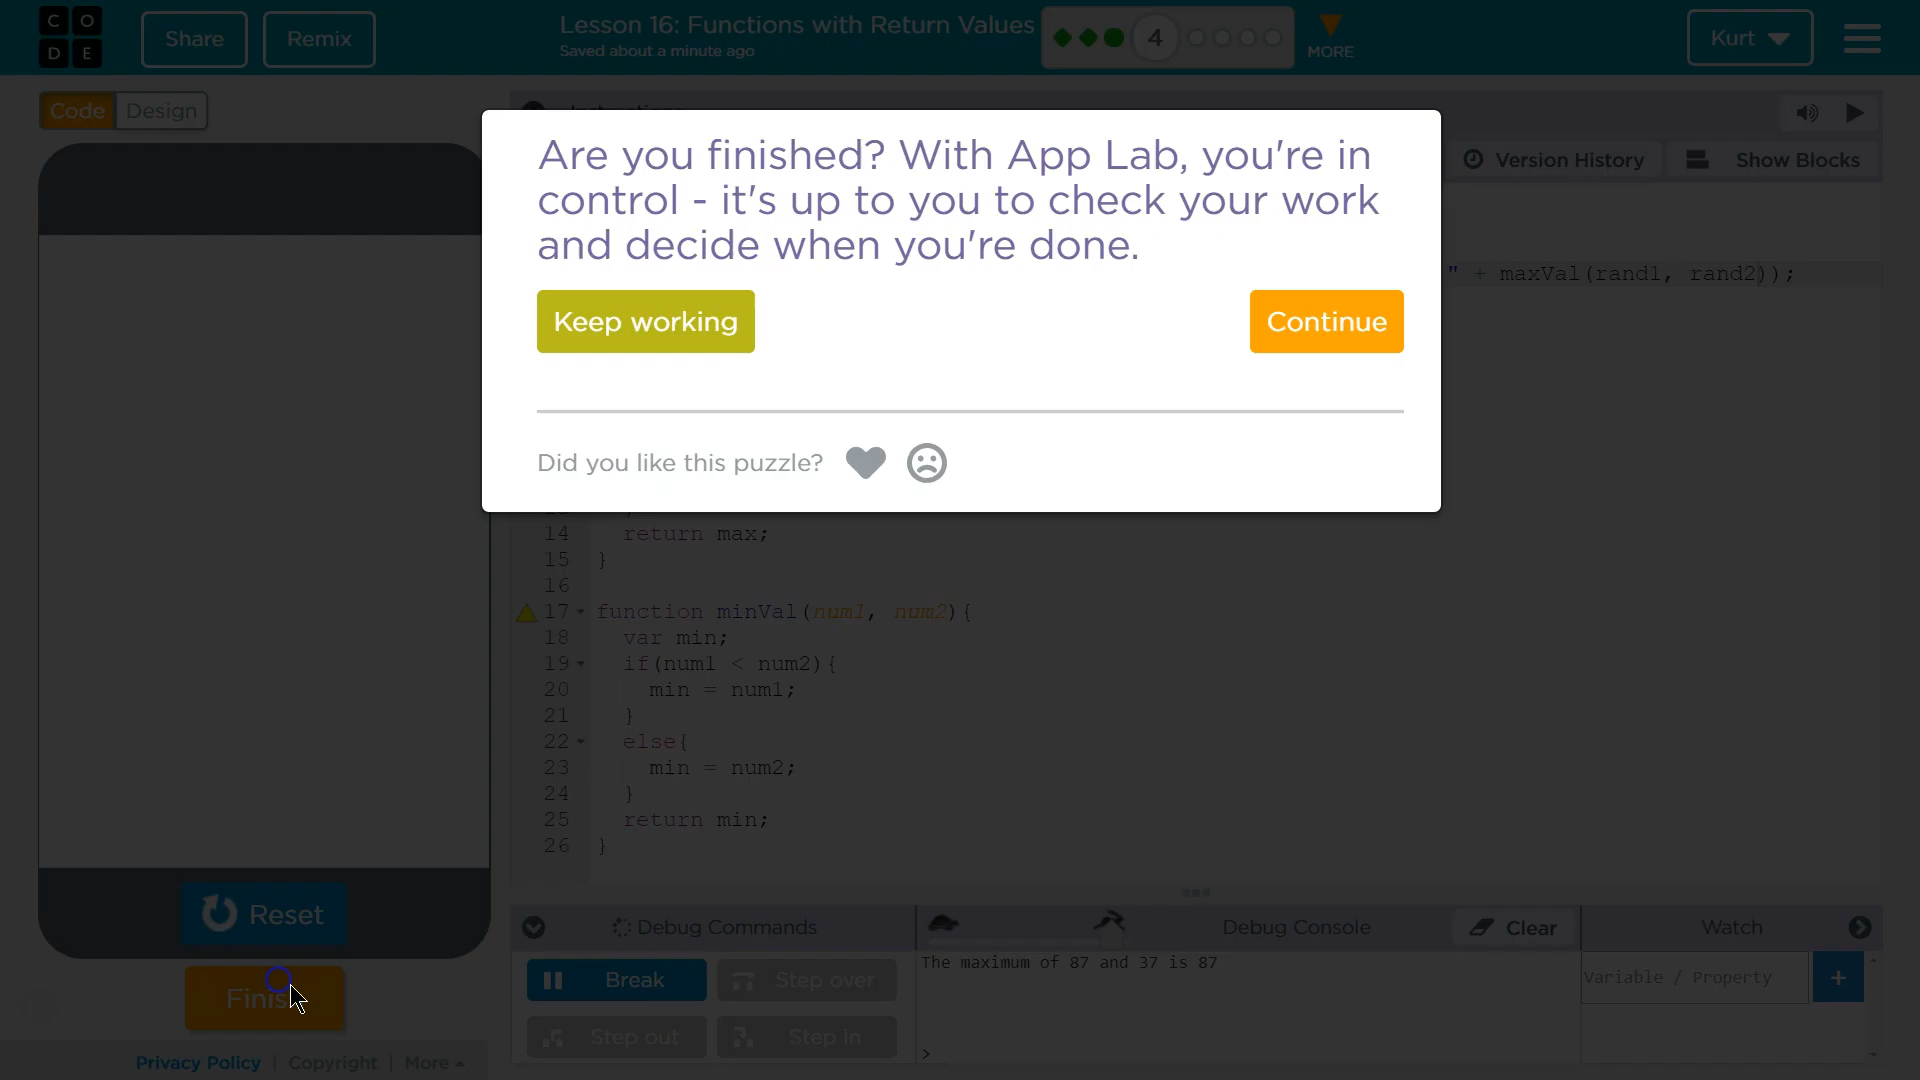 CODE
Share
Remix
Lesson 16: Functions with Return Values
Saved about a minute ago
4
MORE
Kurt
Code
Design
Version History
Show Blocks
Are you finished? With App Lab, you're in
control - it's up to you to check your work
and decide when you're done.
" + maxVal(rand1, rand2));
Keep working
Continue
Did you like this puzzle?
14 return max;
15 }
16
17 function minVal(num1, num2){
18 var min;
19 if(num1 < num2){
20 min = num1;
21 }
22 else{
23 min = num2;
24 }
25 return min;
26 }
Reset
Debug Commands
Debug Console
Clear
Watch
The maximum of 87 and 37 is 87
Break
Step over
Variable / Property
+
Step out
Step in
>
Privacy Policy | Copyright | More